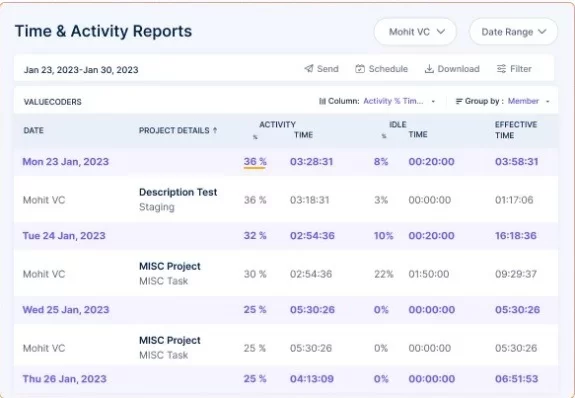 Time & Activity Reports
Mohit VC
Date Range
Jan 23, 2023-Jan 30, 2023
Send
Schedule
Download
Filter
VALUECODERS
Column: Activity % Tim...
Group by : Member
DATE PROJECT DETAILS ↑ ACTIVITY % TIME IDLE % TIME EFFECTIVE TIME
Mon 23 Jan, 2023 36 % 03:28:31 8% 00:20:00 03:58:31
Mohit VC Description Test Staging 36 % 03:18:31 3% 00:00:00 01:17:06
Tue 24 Jan, 2023 32 % 02:54:36 10% 00:20:00 16:18:36
Mohit VC MISC Project MISC Task 30 % 02:54:36 22% 01:50:00 09:29:37
Wed 25 Jan, 2023 25 % 05:30:26 0% 00:00:00 05:30:26
Mohit VC MISC Project MISC Task 25 % 05:30:26 0% 00:00:00 05:30:26
Thu 26 Jan, 2023 25 % 04:13:09 0% 00:00:00 06:51:53